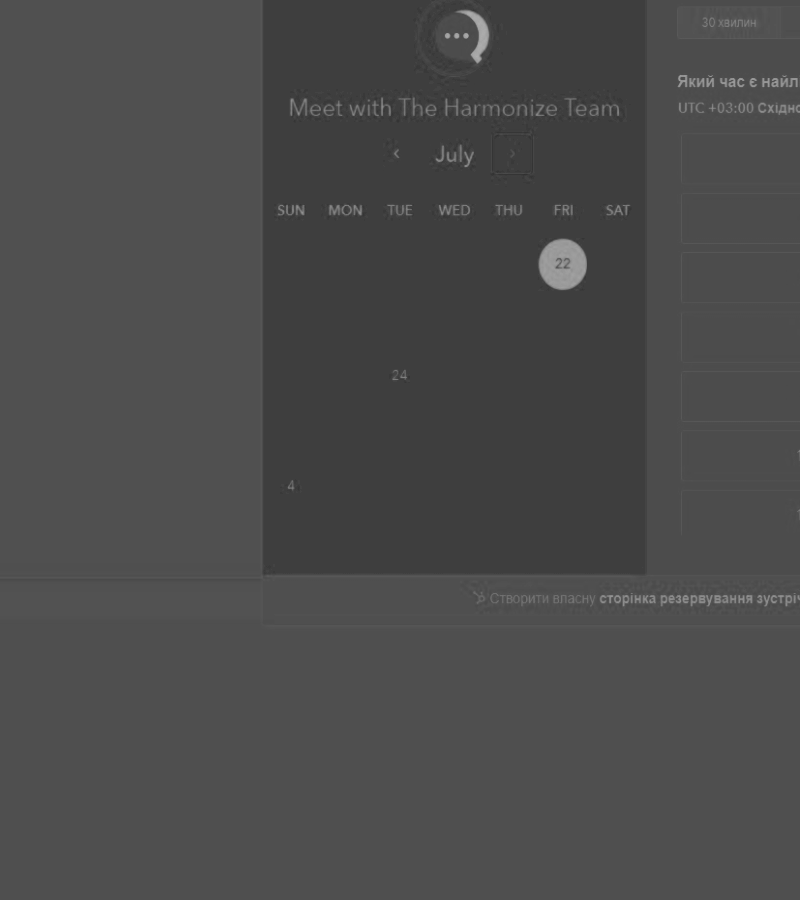 30 хвилин
Який час є найл
Meet with The Harmonize Team
UTC +03:00 Східно
July
SUN MON TUE WED THU FRI SAT
22
24
4
Створити власну сторінка резервування зустріч